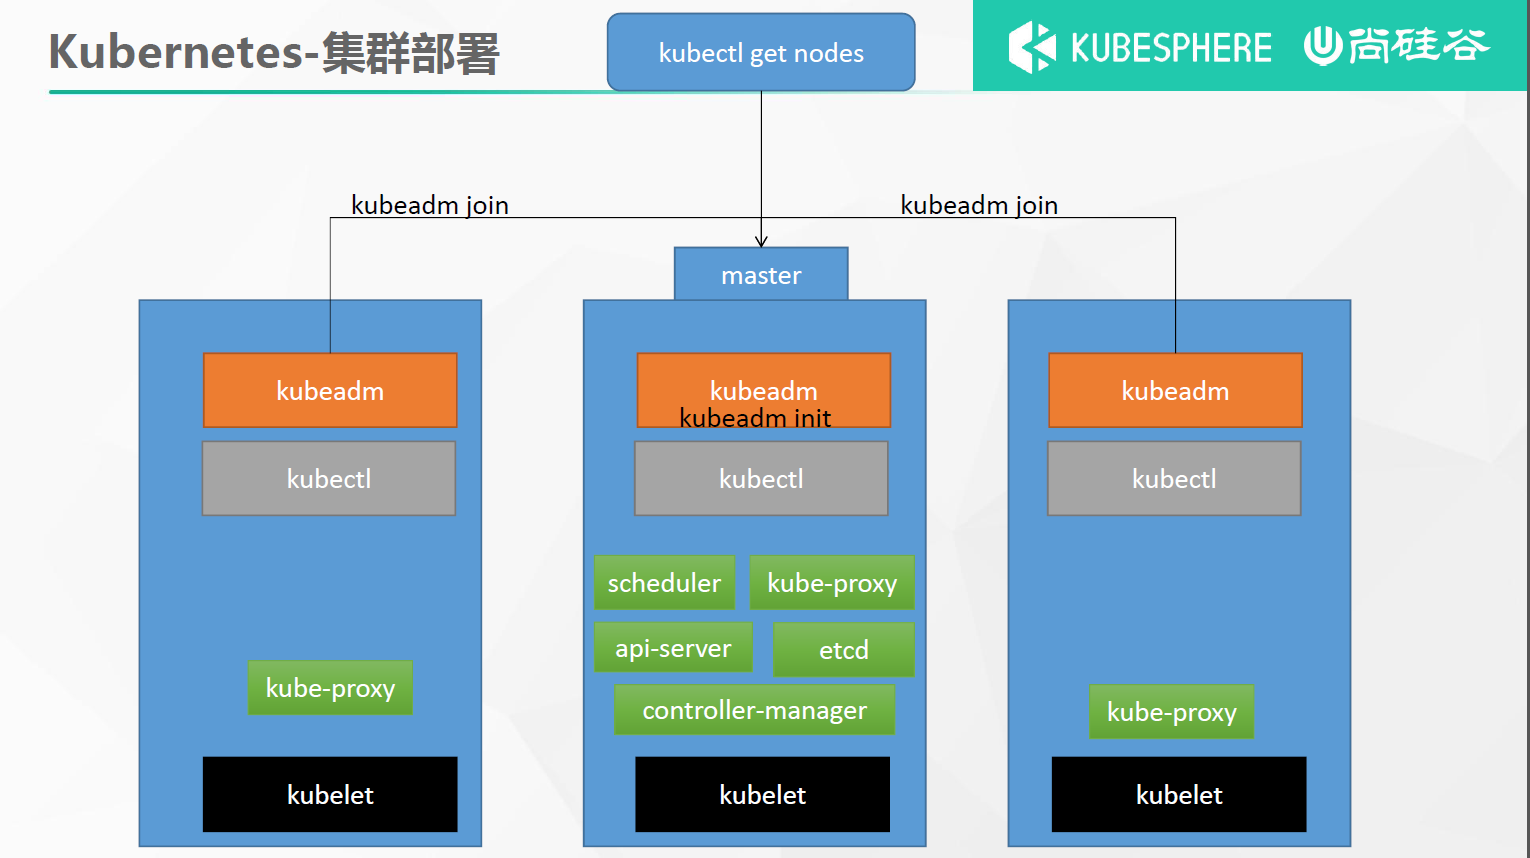 Kubernetes-集群部署
kubectl get nodes
KUBESPHERE
尚硅谷
kubeadm join
kubeadm join
master
kubeadm
kubeadm
kubeadm init
kubeadm
kubectl
kubectl
kubectl
scheduler
kube-proxy
api-server
etcd
kube-proxy
controller-manager
kube-proxy
kubelet
kubelet
kubelet